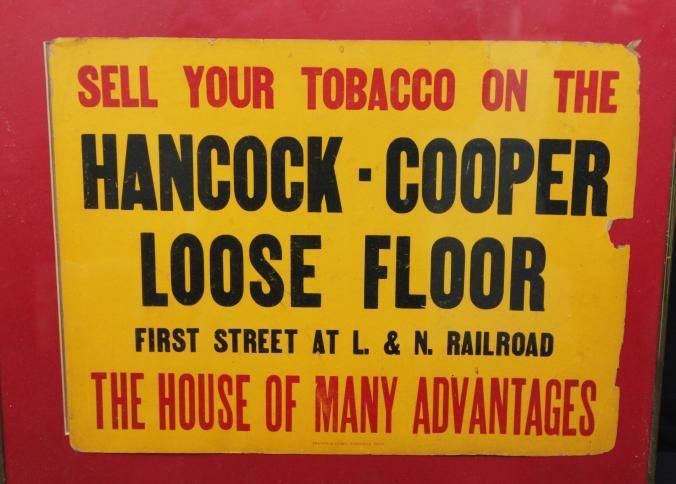 SELL YOUR TOBACCO ON THE
HANCOCK - COOPER
LOOSE FLOOR
FIRST STREET AT L. & N. RAILROAD
THE HOUSE OF MANY ADVANTAGES